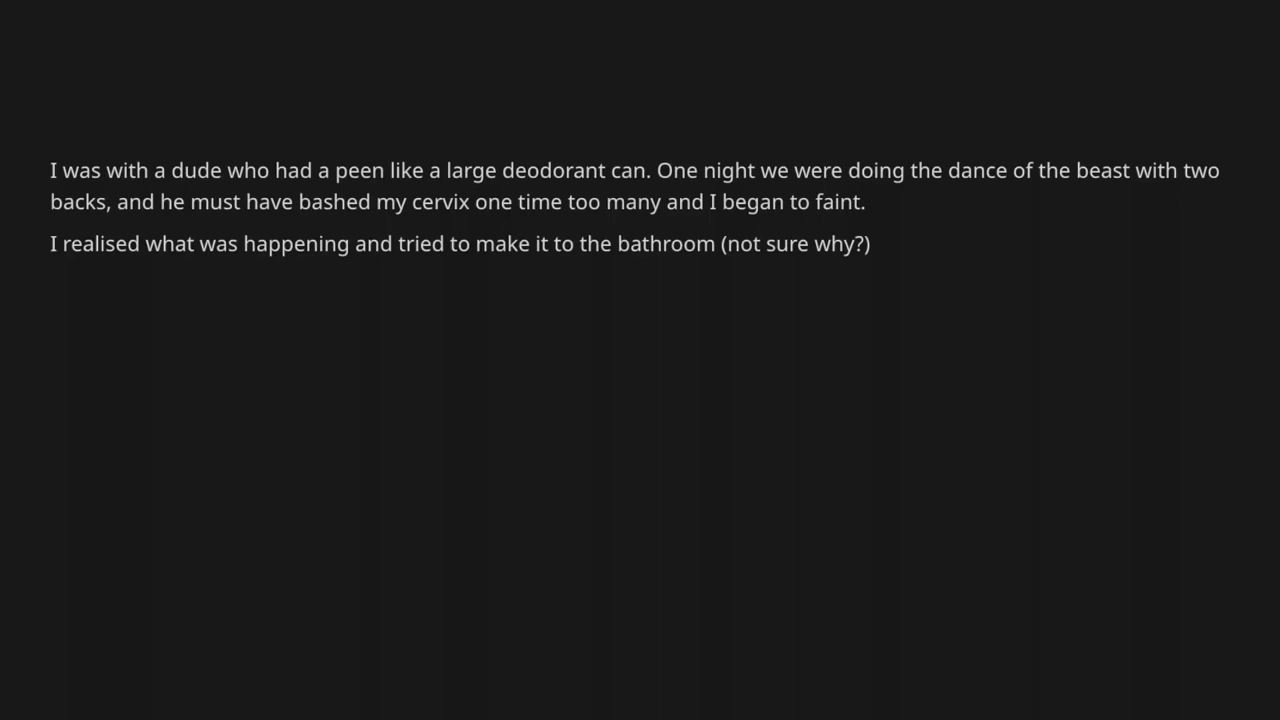 I was with a dude who had a peen like a large deodorant can. One night we were doing the dance of the beast with two
backs, and he must have bashed my cervix one time too many and I began to faint.
I realised what was happening and tried to make it to the bathroom (not sure why?)